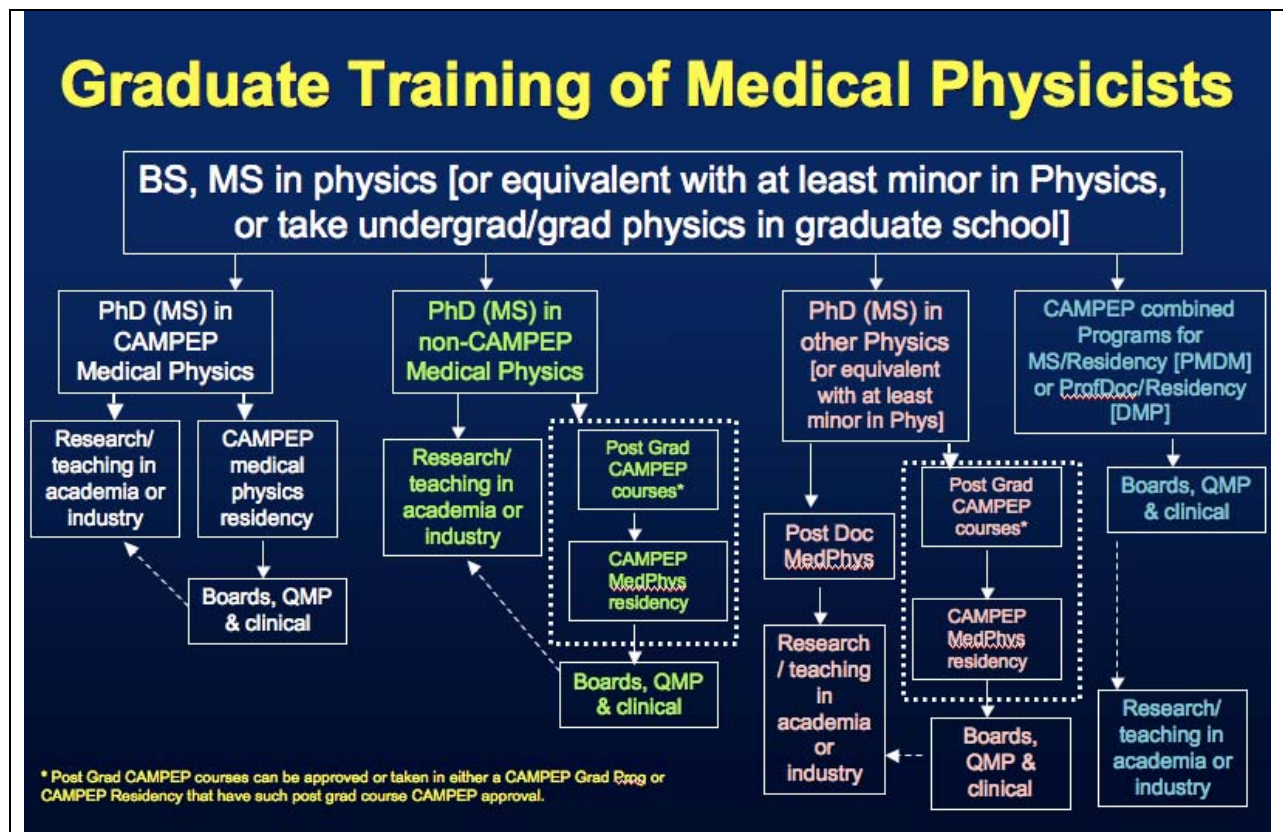 Graduate Training of Medical Physicists
BS, MS in physics [or equivalent with at least minor in Physics,
or take undergrad/grad physics in graduate school]
PhD (MS) in
CAMPEP
Medical Physics
Research/
teaching in
academia or
industry
CAMPEP
medical
physics
residency
Boards, QMP
& clinical
PhD (MS) in
non-CAMPEP
Medical Physics
Research/
teaching in
academia or
industry
Post Grad
CAMPEP
courses*
CAMPEP
MedPhys
residency
Boards, QMP
& clinical
PhD (MS) in
other Physics
[or equivalent
with at least
minor in Phys]
Post Doc
MedPhys
Research
/ teaching
in
academia
or
industry
Post Grad
CAMPEP
courses*
CAMPEP
MedPhys
residency
Boards,
QMP &
clinical
CAMPEP combined
Programs for
MS/Residency [PMDM]
or ProfDoc/Residency
[DMP]
Boards, QMP
& clinical
Research/
teaching in
academia or
industry
* Post Grad CAMPEP courses can be approved or taken in either a CAMPEP Grad Prog or
CAMPEP Residency that have such post grad course CAMPEP approval.